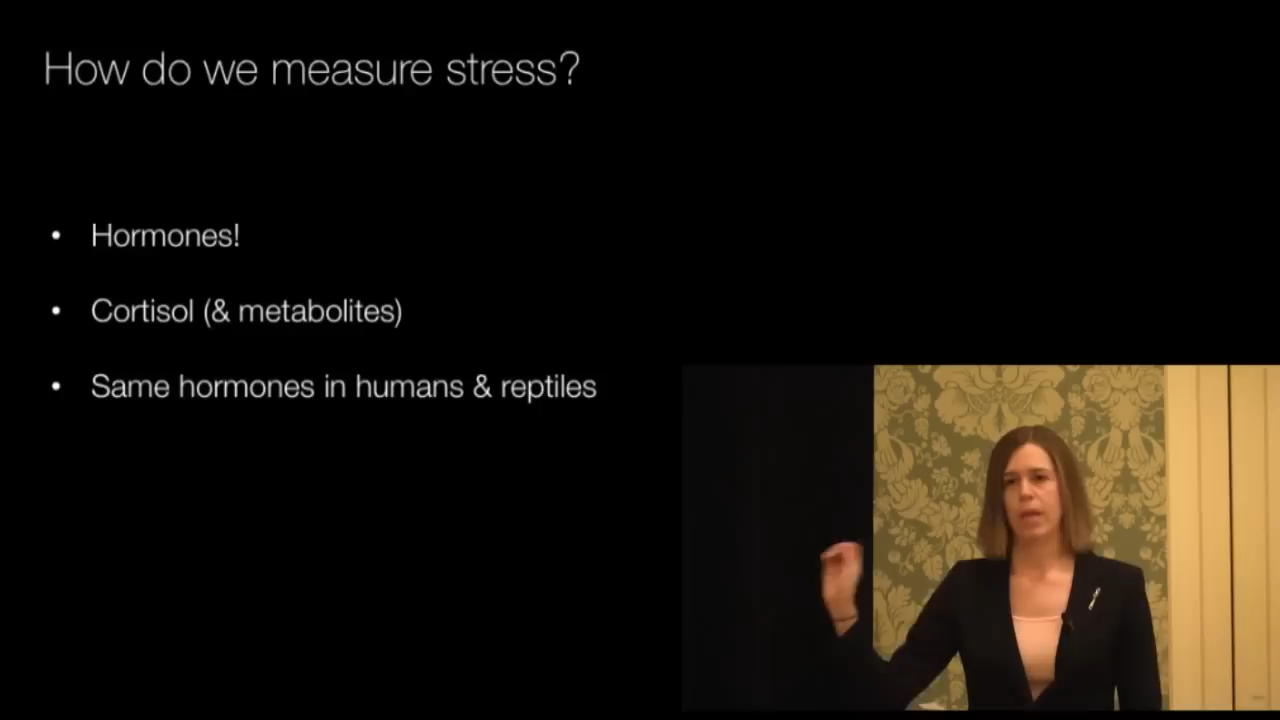 How do we measure stress?
• Hormones!
• Cortisol (& metabolites)
• Same hormones in humans & reptiles